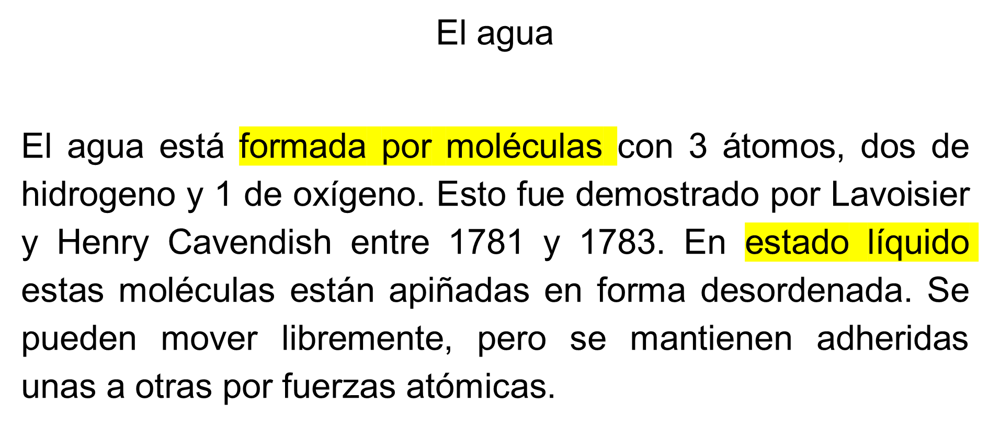 El agua
El agua está formada por moléculas con 3 átomos, dos de
hidrogeno y 1 de oxígeno. Esto fue demostrado por Lavoisier
y Henry Cavendish entre 1781 y 1783. En estado líquido
estas moléculas están apiñadas en forma desordenada. Se
pueden mover libremente, pero se mantienen adheridas
unas a otras por fuerzas atómicas.